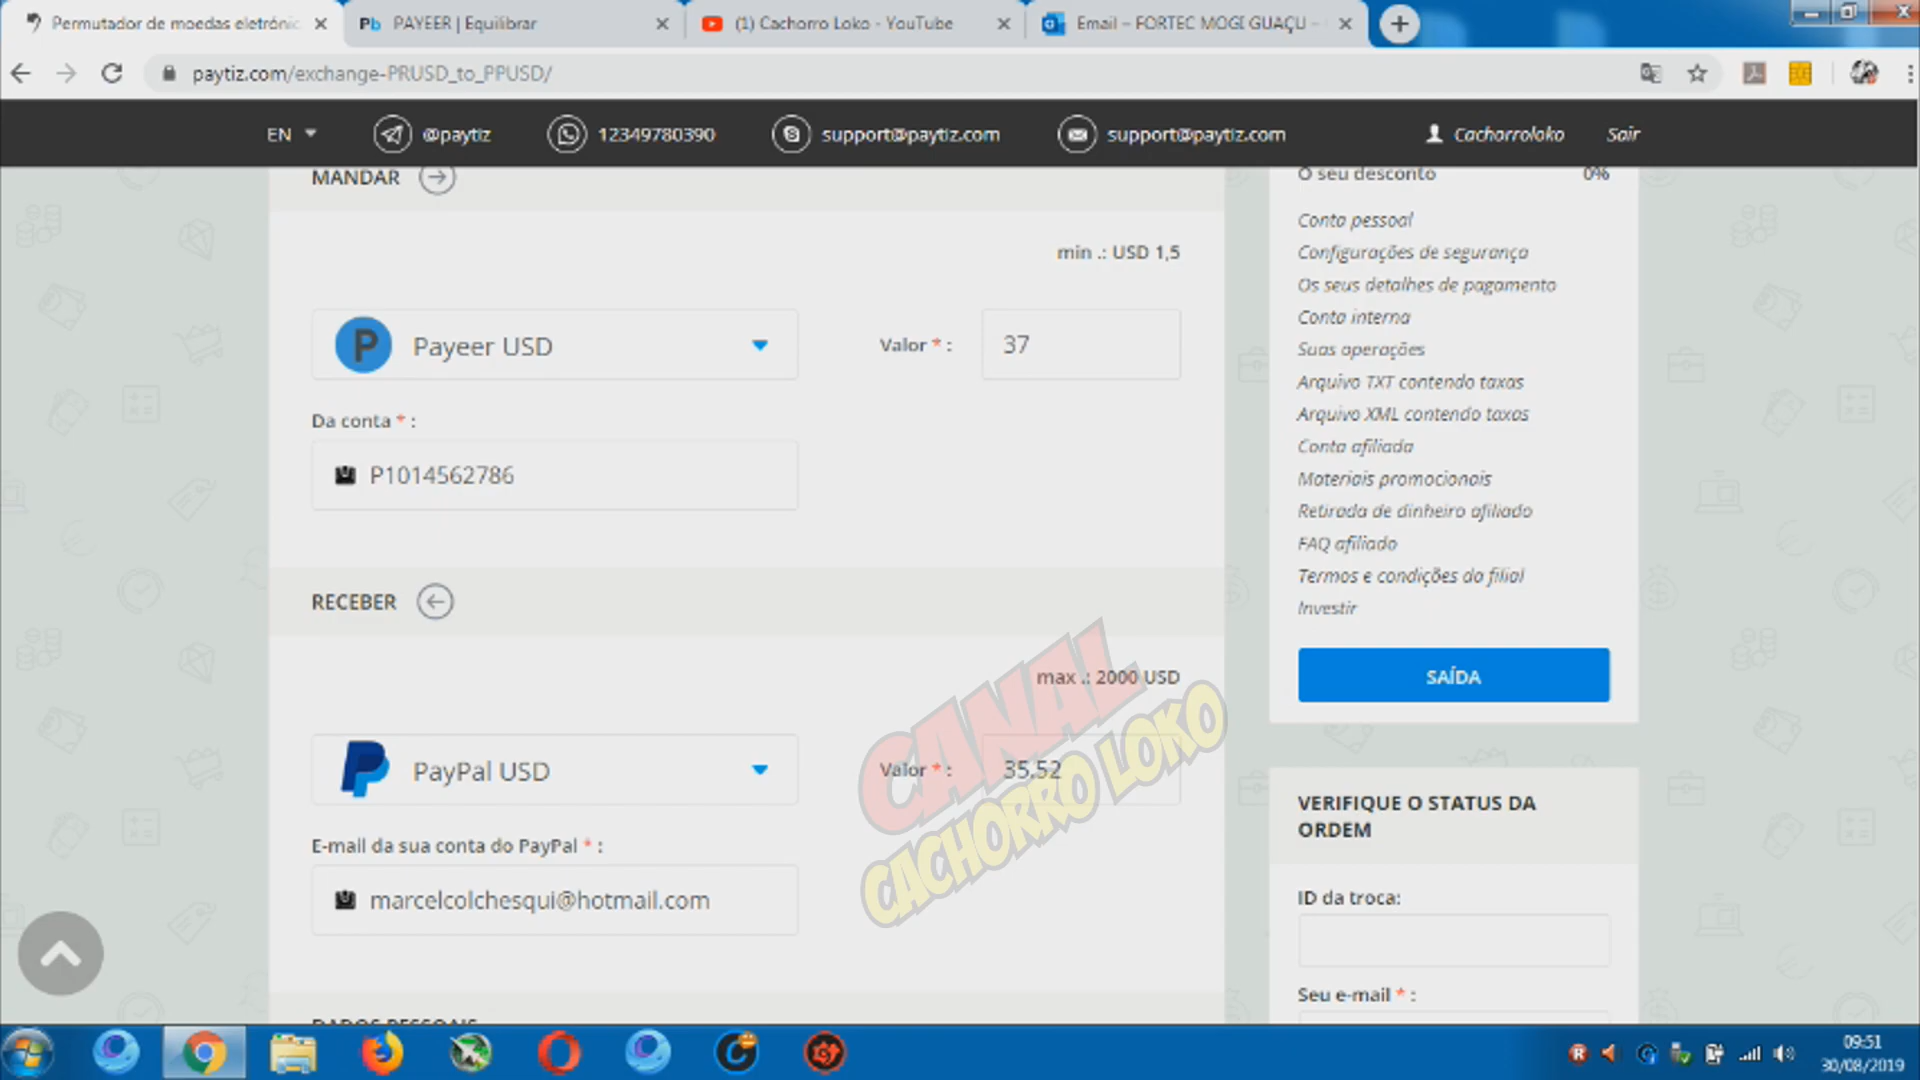 Permutador de moedas eletrônic
PAYEER | Equilibrar
(1) Cachorro Loko - YouTube
Email – FORTEC MOGI GUAÇU –
paytiz.com/exchange-PRUSD_to_PPUSD/
EN
@paytiz
12349780390
support@paytiz.com
support@paytiz.com
Cachorroloko
Sair
MANDAR
min .: USD 1,5
Payeer USD
Valor * :
37
Da conta * :
P1014562786
RECEBER
max .: 2000 USD
PayPal USD
Valor * :
35.52
E-mail da sua conta do PayPal * :
marcelcolchesqui@hotmail.com
DADOS PESSOAIS
CANAL
CACHORRO LOKO
O seu desconto
0%
Conta pessoal
Configurações de segurança
Os seus detalhes de pagamento
Conta interna
Suas operações
Arquivo TXT contendo taxas
Arquivo XML contendo taxas
Conta afiliada
Materiais promocionais
Retirada de dinheiro afiliado
FAQ afiliado
Termos e condições da filial
Investir
SAÍDA
VERIFIQUE O STATUS DA
ORDEM
ID da troca:
Seu e-mail * :
09:51
30/08/2019